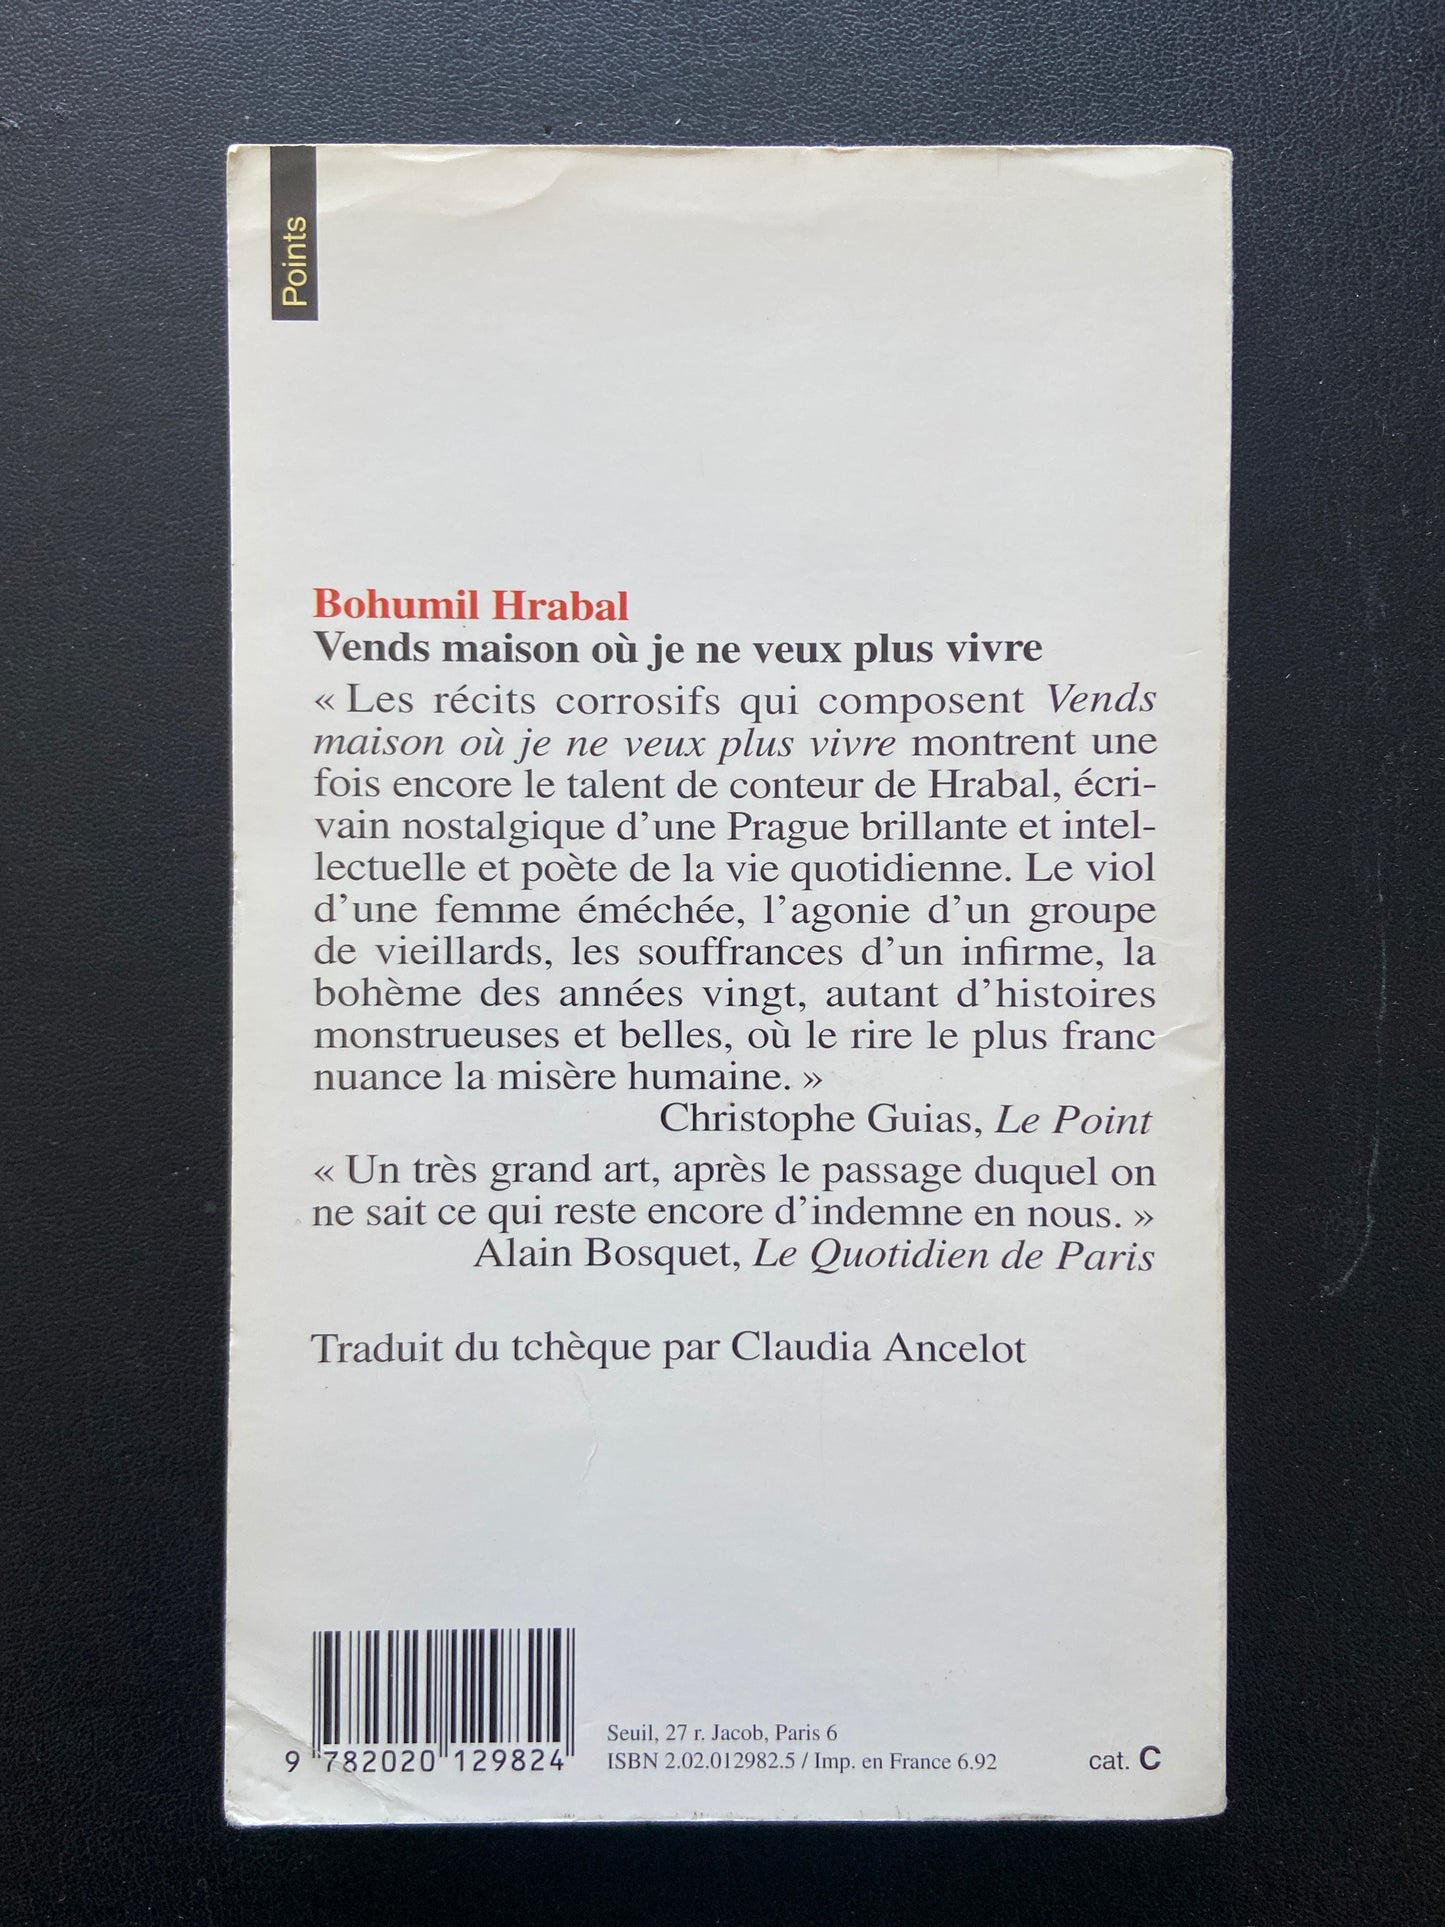 Points
Bohumil Hrabal
Vends maison où je ne veux plus vivre
« Les récits corrosifs qui composent Vends
maison où je ne veux plus vivre montrent une
fois encore le talent de conteur de Hrabal, écri-
vain nostalgique d’une Prague brillante et intel-
lectuelle et poète de la vie quotidienne. Le viol
d’une femme éméchée, l’agonie d’un groupe
de vieillards, les souffrances d’un infirme, la
bohème des années vingt, autant d’histoires
monstrueuses et belles, où le rire le plus franc
nuance la misère humaine. »
Christophe Guias, Le Point
« Un très grand art, après le passage duquel on
ne sait ce qui reste encore d’indemne en nous. »
Alain Bosquet, Le Quotidien de Paris
Traduit du tchèque par Claudia Ancelot
9 782020 129824
Seuil, 27 r. Jacob, Paris 6
ISBN 2.02.012982.5 / Imp. en France 6.92
cat. C